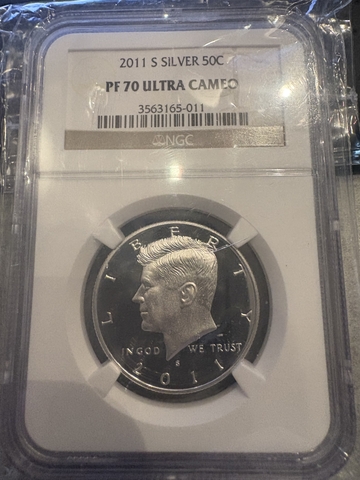 2011 S SILVER 50C
PF 70 ULTRA CAMEO
3563165-011
NGC
LIBERTY
IN GOD WE TRUST
S
2011